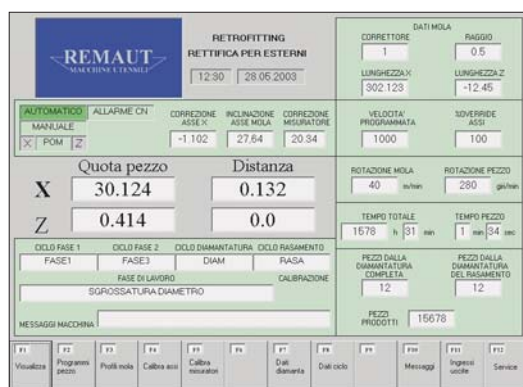 REMAUT
MACCHINE UTENSILI
RETROFITTING
RETTIFICA PER ESTERNI
12:30 28.05.2003
DATI MOLA
CORRETTORE RAGGIO
1 0.5
LUNGHEZZA X LUNGHEZZA Z
302.123 -12.45
AUTOMATICO ALLARME CN
MANUALE
X POM Z
CORREZIONE ASSE X
INCLINAZIONE ASSE MOLA
CORREZIONE MISURATORE
-1.102 27,64 20.34
VELOCITA' PROGRAMMATA
%OVERRIDE ASSI
1000 100
Quota pezzo Distanza
X 30.124 0.132
Z 0.414 0.0
ROTAZIONE MOLA ROTAZIONE PEZZO
40 m/min 280 giri/min
TEMPO TOTALE TEMPO PEZZO
1578 h 31 min 1 min 34 sec
CICLO FASE 1 CICLO FASE 2 CICLO DIAMANTATURA CICLO RASAMENTO
FASE1 FASE3 DIAM RASA
FASE DI LAVORO CALIBRAZIONE
SGROSSATURA DIAMETRO
MESSAGGI MACCHINA
PEZZI DALLA DIAMANTATURA COMPLETA
PEZZI DALLA DIAMANTATURA DEL RASAMENTO
12 12
PEZZI PRODOTTI 15678
F1 F2 F3 F4 F5 F6 F7 F8 F9 F10 F11 F12
Visualizza
Programmi pezzo
Profili mola
Calibra assi
Calibra misuratori
Dati diamanta
Dati ciclo
Messaggi
Ingressi uscite
Service